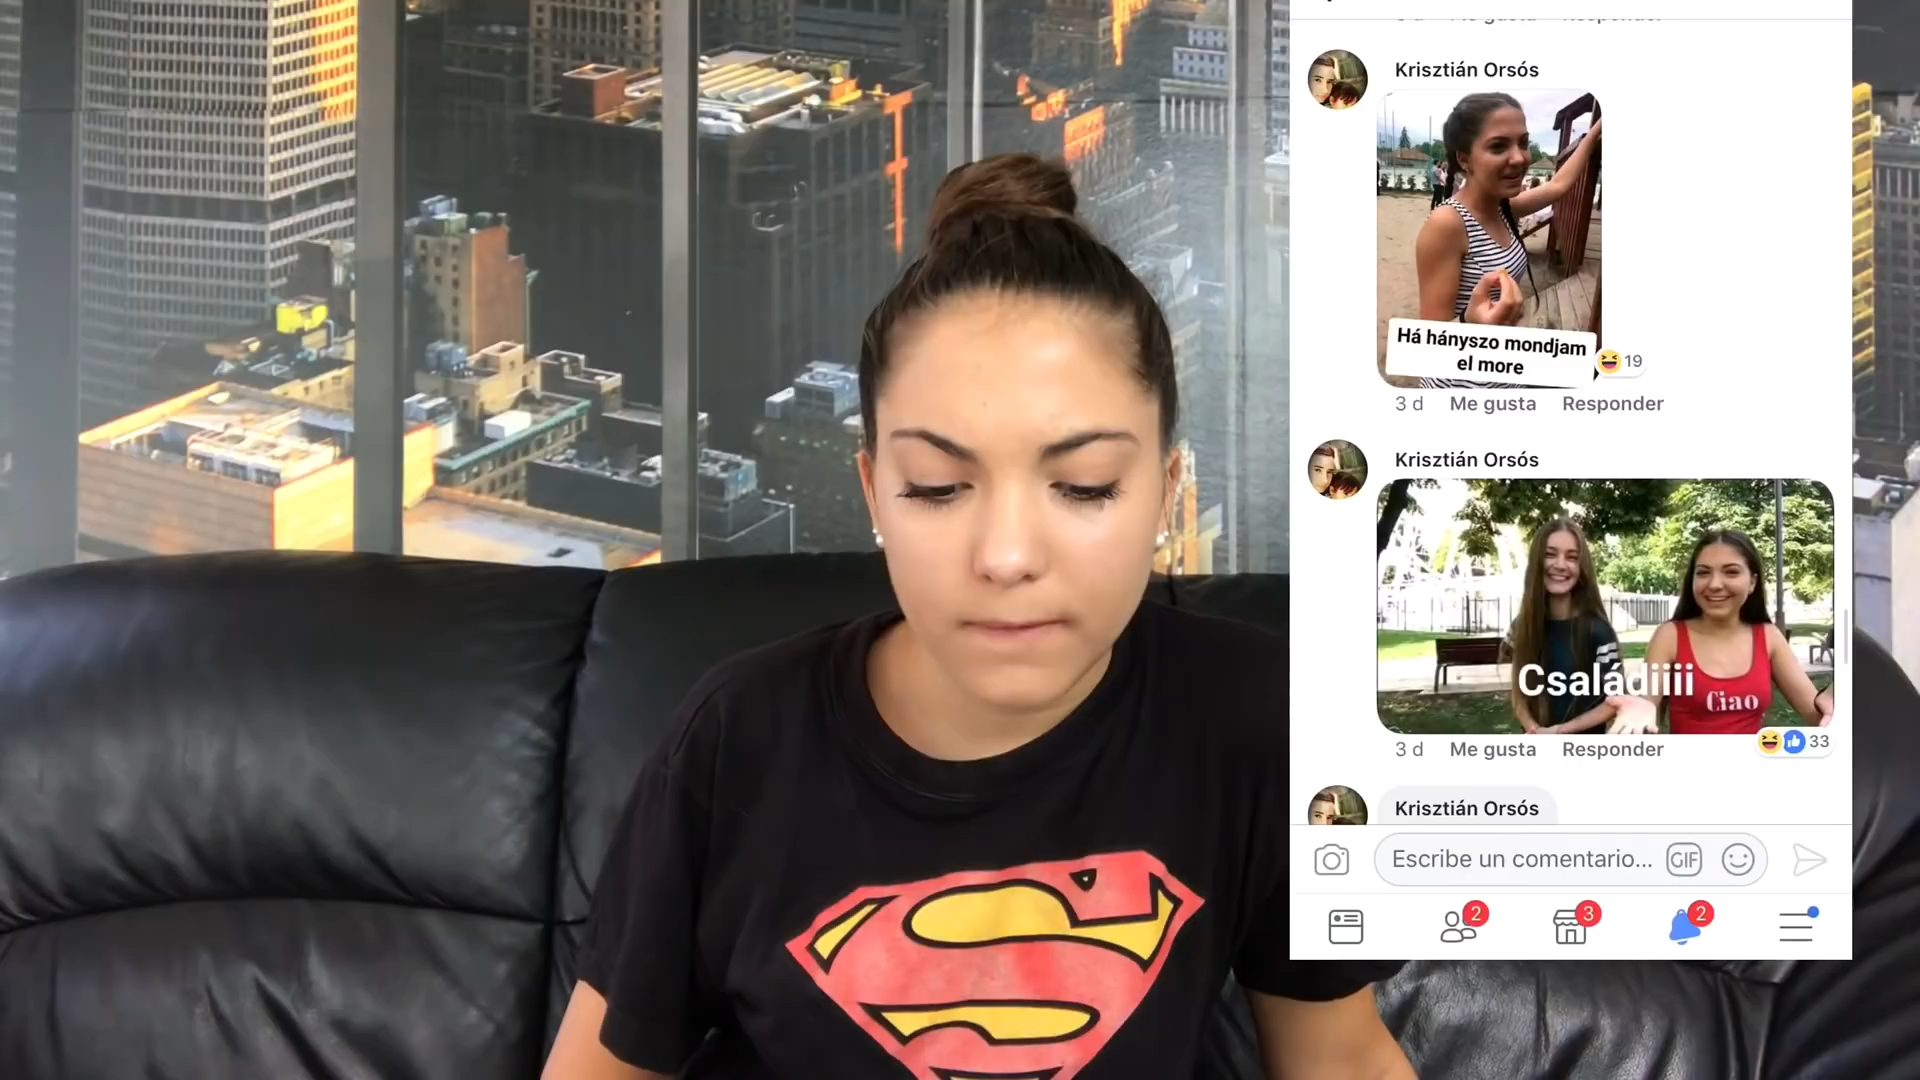 Krisztián Orsós
Há hányszo mondjam
el more
19
3 d Me gusta Responder
Krisztián Orsós
Családiiii
Ciao
33
3 d Me gusta Responder
Krisztián Orsós
Escribe un comentario... GIF
2
3
2